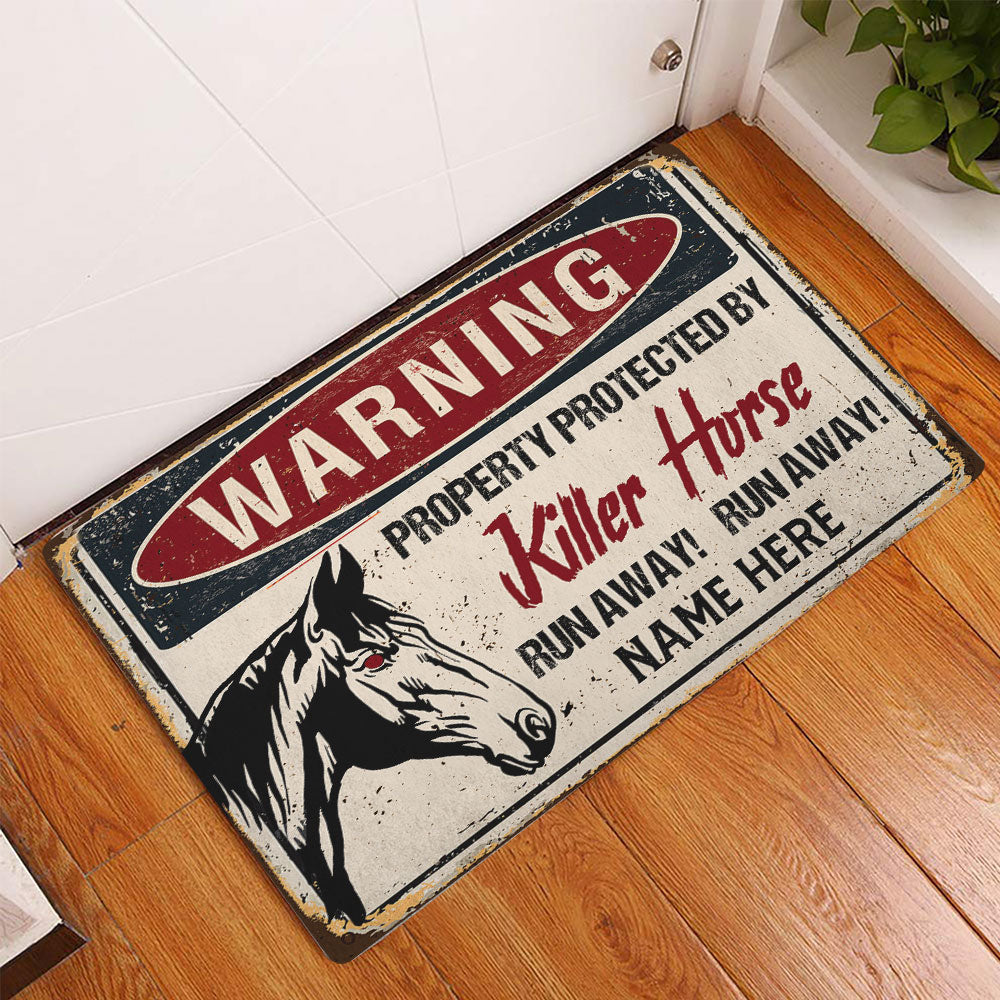 WARNING
PROPERTY PROTECTED BY
Killer Horse
RUN AWAY! RUN AWAY!
NAME HERE